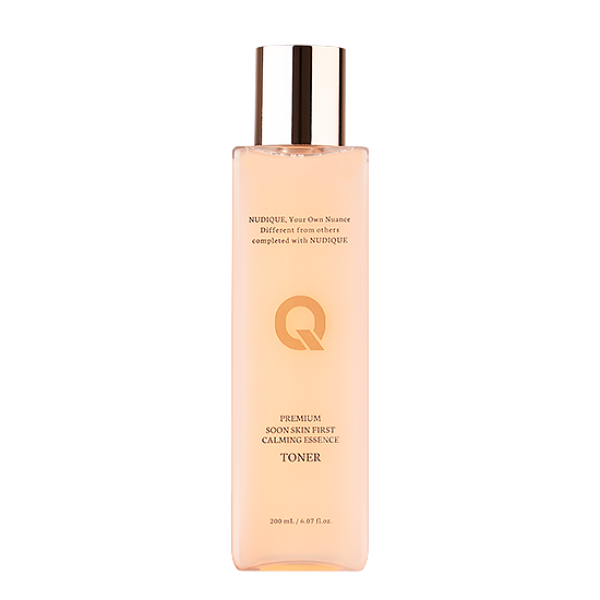 NUDIQUE, Your Own Nuance
Different from others
completed with NUDIQUE
Q
PREMIUM
SOON SKIN FIRST
CALMING ESSENCE
TONER
200 mL / 6.07 fl.oz.